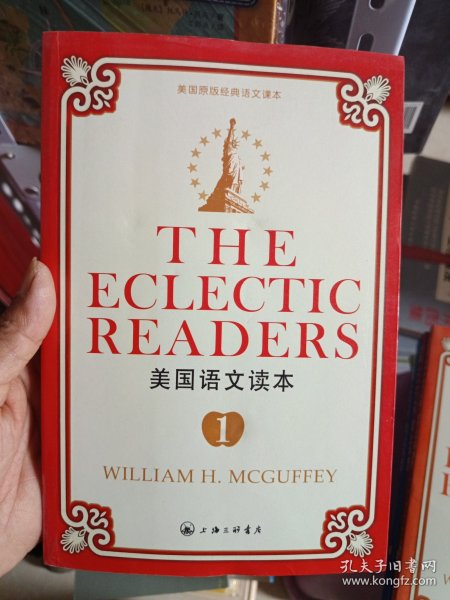 美国原版经典语文课本
THE
ECLECTIC
READERS
美国语文读本
1
WILLIAM H. MCGUFFEY
上海三联书店
孔夫子旧书网
www.kongfz.com